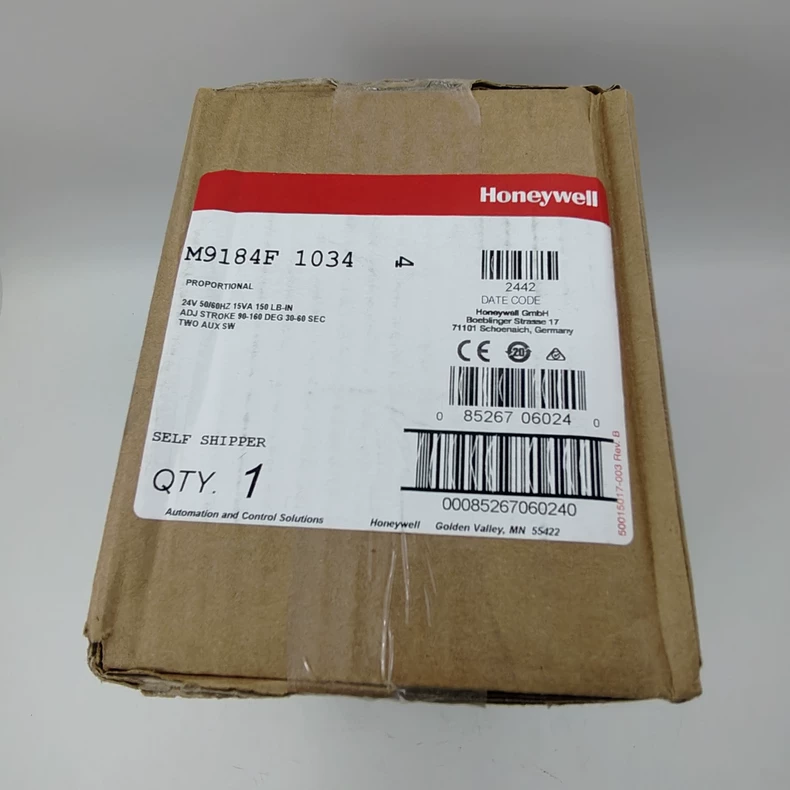 Honeywell
M9184F 1034 4
PROPORTIONAL
24V 50/60HZ 15VA 150 LB-IN
ADJ STROKE 90-160 DEG 30-60 SEC
TWO AUX SW
2442
DATE CODE
Honeywell GmbH
Boeblinger Strasse 17
71101 Schoenaich, Germany
CE 20
0 85267 06024 0
SELF SHIPPER
QTY. 1
00085267060240
50015017-003 Rev. B
Automation and Control Solutions Honeywell Golden Valley, MN 55422